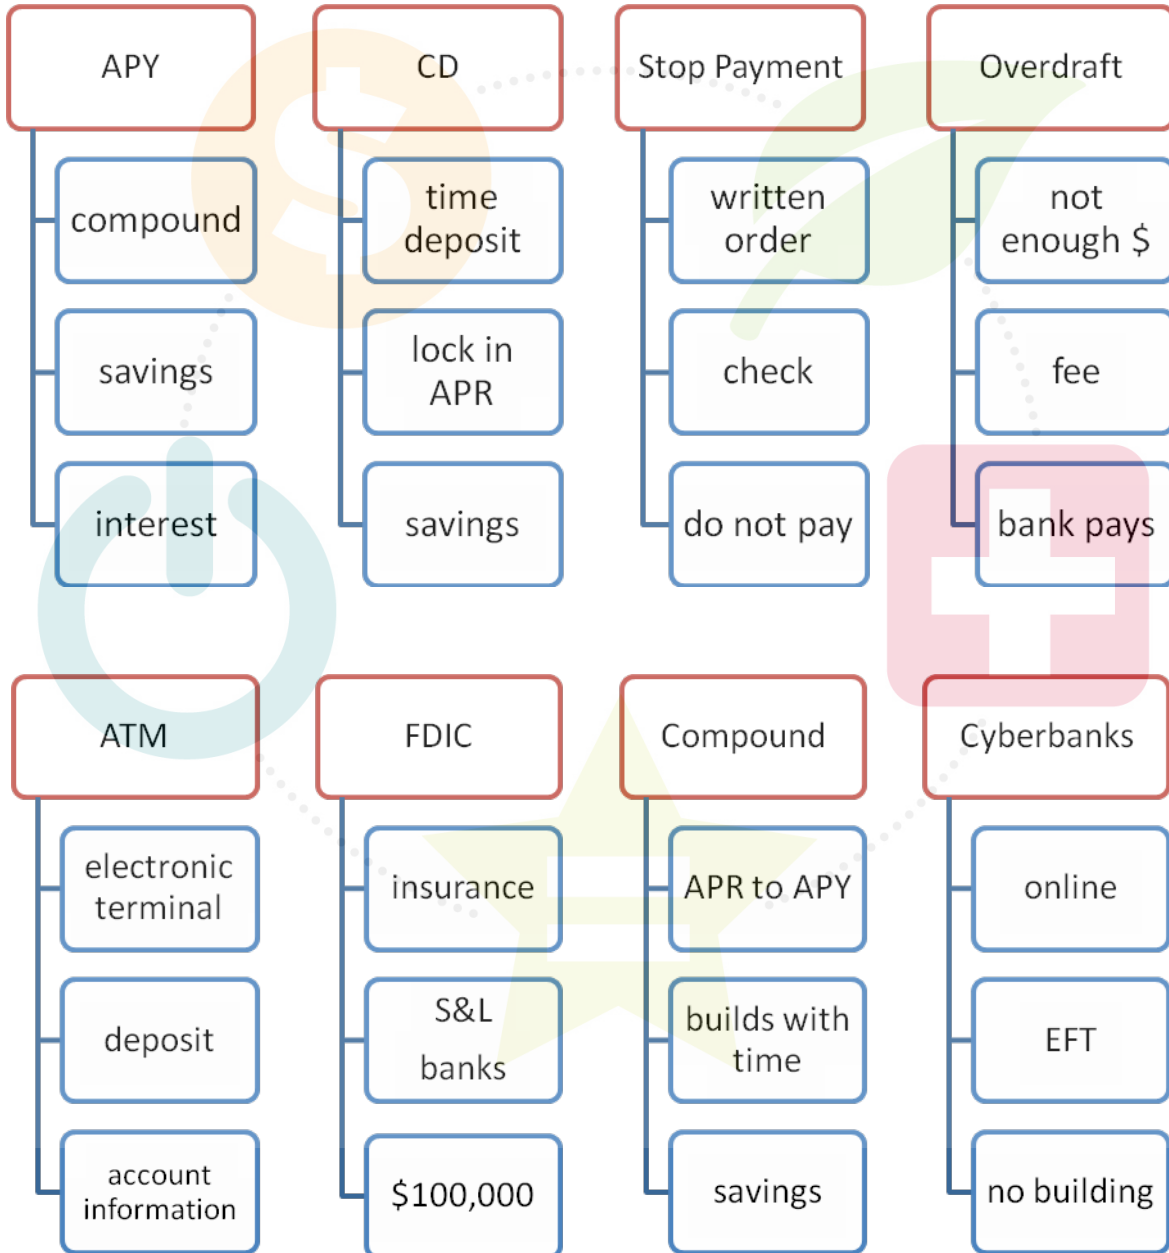 APY
compound
savings
interest
CD
time
deposit
lock in
APR
savings
Stop Payment
written
order
check
do not pay
Overdraft
not
enough $
fee
bank pays
ATM
electronic
terminal
deposit
account
information
FDIC
insurance
S&L
banks
$100,000
Compound
APR to APY
builds with
time
savings
Cyberbanks
online
EFT
no building